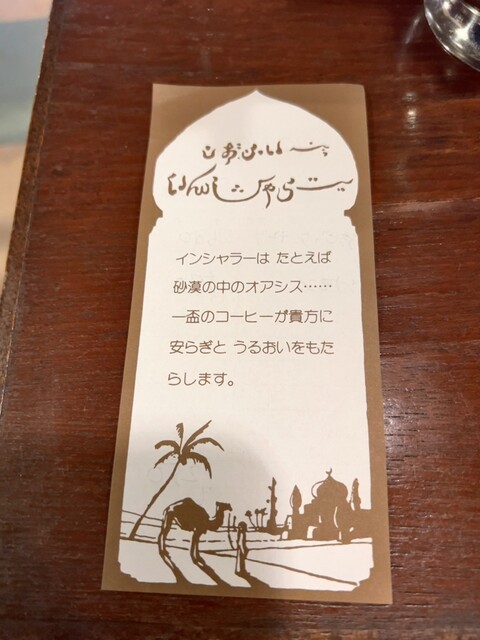 インシャラーは たとえば
砂漠の中のオアシス……
一盃のコーヒーが貴方に
安らぎと うるおいをもた
らします。